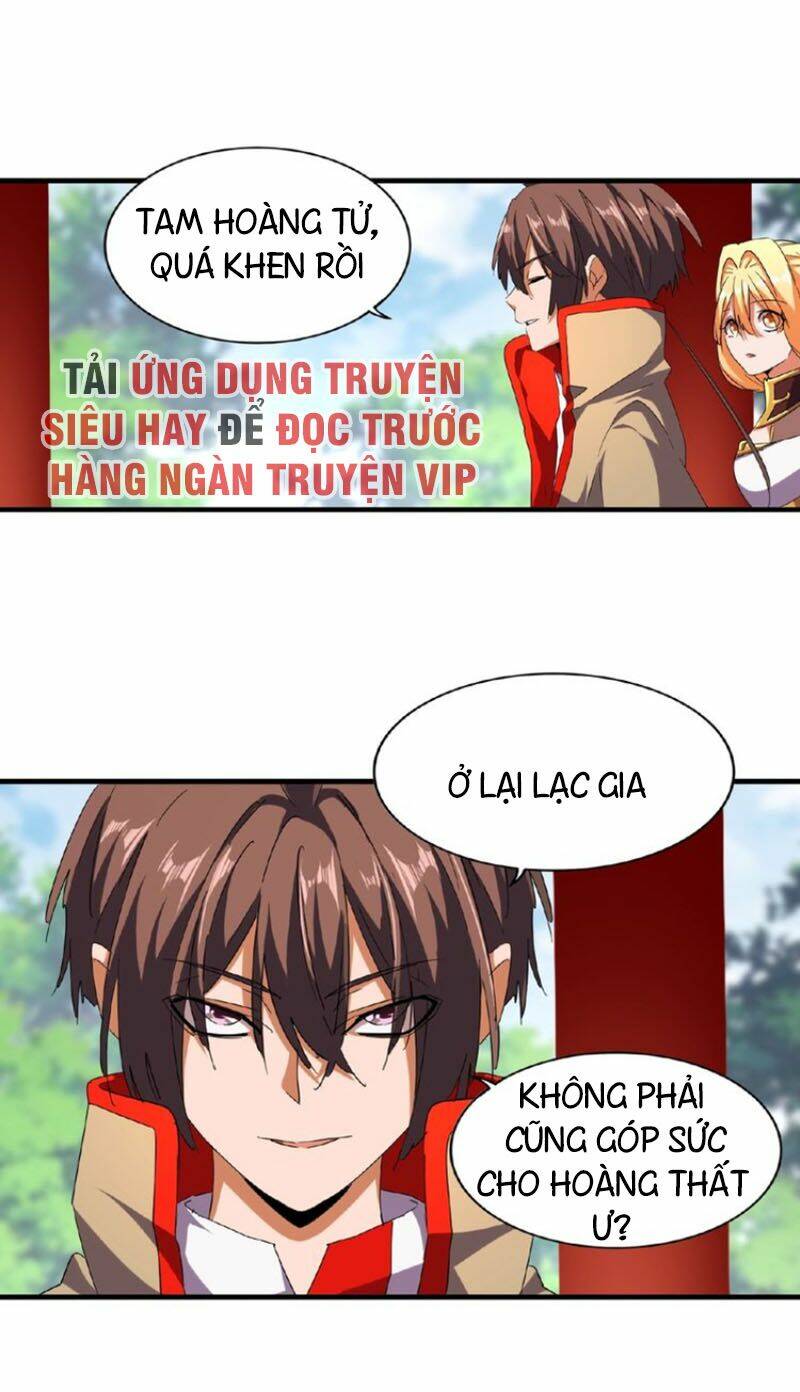 TAM HOÀNG TỬ,
QUÁ KHEN RỒI
TẢI ỨNG DỤNG TRUYỆN
SIÊU HAY ĐỂ ĐỌC TRƯỚC
HÀNG NGÀN TRUYỆN VIP
Ở LẠI LẠC GIA
KHÔNG PHẢI
CŨNG GÓP SỨC
CHO HOÀNG THẤT
Ư?